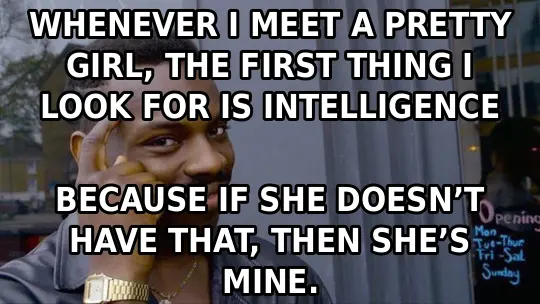 WHENEVER I MEET A PRETTY
GIRL, THE FIRST THING I
LOOK FOR IS INTELLIGENCE
BECAUSE IF SHE DOESN’T
HAVE THAT, THEN SHE’S
MINE.
Opening
Mon
Tue-Thur
Fri -Sat
Sunday